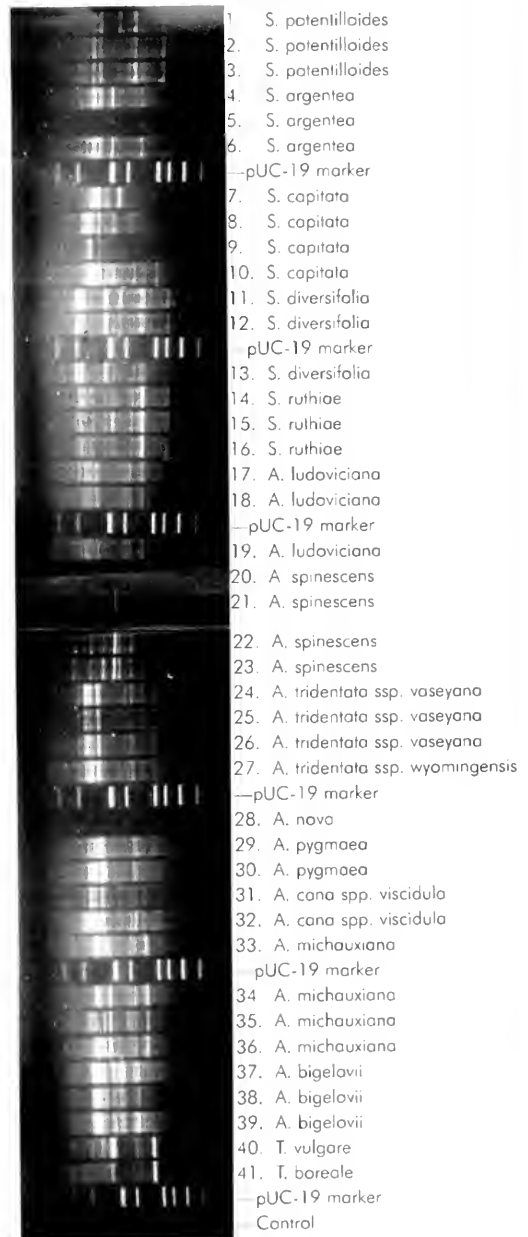 1. S. potentilloides
2. S. potentilloides
3. S. potentilloides
4. S. argentea
5. S. argentea
6. S. argentea
—pUC-19 marker
7. S. capitata
8. S. capitata
9. S. capitata
10. S. capitata
11. S. diversifolia
12. S. diversifolia
—pUC-19 marker
13. S. diversifolia
14. S. ruthiae
15. S. ruthiae
16. S. ruthiae
17. A. ludoviciana
18. A. ludoviciana
—pUC-19 marker
19. A. ludoviciana
20. A spinescens
21. A. spinescens
22. A. spinescens
23. A. spinescens
24. A. tridentata ssp. vaseyana
25. A. tridentata ssp. vaseyana
26. A. tridentata ssp. vaseyana
27. A. tridentata ssp. wyomingensis
—pUC-19 marker
28. A. nova
29. A. pygmaea
30. A. pygmaea
31. A. cana spp. viscidula
32. A. cana spp. viscidula
33. A. michauxiana
—pUC-19 marker
34 A. michauxiana
35. A. michauxiana
36. A. michauxiana
37. A. bigelovii
38. A. bigelovii
39. A. bigelovii
40. T. vulgare
41. T. boreale
—pUC-19 marker
—Control